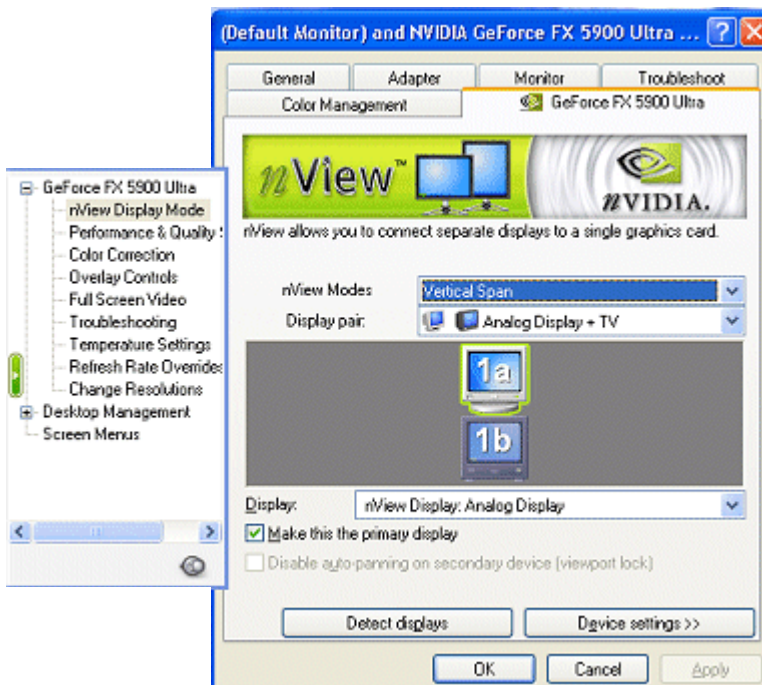 (Default Monitor) and NVIDIA GeForce FX 5900 Ultra ...
General Adapter Monitor Troubleshoot
Color Management GeForce FX 5900 Ultra
nView™
nVIDIA.
nView allows you to connect separate displays to a single graphics card.
nView Modes Vertical Span
Display pair: Analog Display + TV
1a
1b
Display: nView Display: Analog Display
Make this the primary display
Disable auto-panning on secondary device (viewport lock)
Detect displays Device settings >>
OK Cancel Apply
GeForce FX 5900 Ultra
nView Display Mode
Performance & Quality S
Color Correction
Overlay Controls
Full Screen Video
Troubleshooting
Temperature Settings
Refresh Rate Overrides
Change Resolutions
Desktop Management
Screen Menus